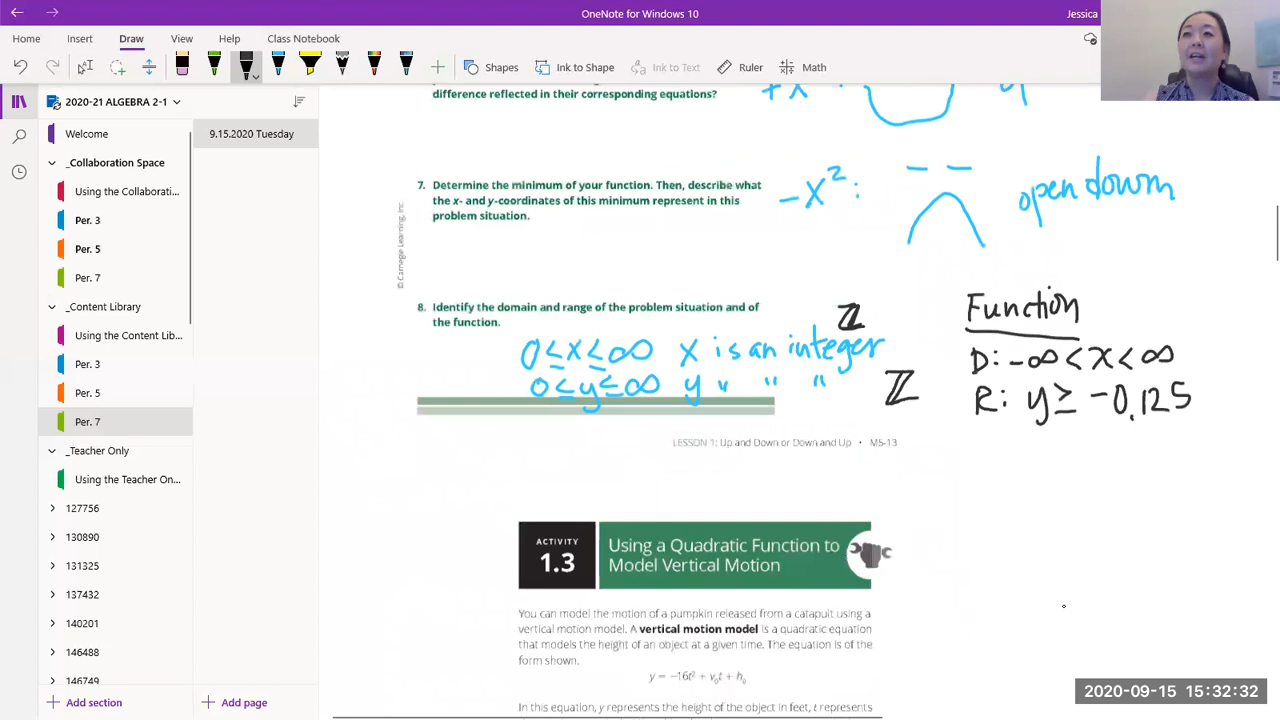 OneNote for Windows 10
Jessica
Home Insert Draw View Help Class Notebook
Shapes Ink to Shape Ink to Text Ruler Math
2020-21 ALGEBRA 2-1
Welcome
_Collaboration Space
Using the Collaborati...
Per. 3
Per. 5
Per. 7
_Content Library
Using the Content Lib...
Per. 3
Per. 5
Per. 7
_Teacher Only
Using the Teacher On...
127756
130890
131325
137432
140201
146488
146749
Add section
9.15.2020 Tuesday
Add page
difference reflected in their corresponding equations?
+x
7. Determine the minimum of your function. Then, describe what
the x- and y-coordinates of this minimum represent in this
problem situation.
-x²:
open down
© Carnegie Learning, Inc.
8. Identify the domain and range of the problem situation and of
the function.
0≤x≤∞ x is an integer ℤ
0≤y≤∞ y " " " ℤ
Function
D: -∞<x<∞
R: y≥ -0.125
LESSON 1: Up and Down or Down and Up • M5-13
ACTIVITY
1.3
Using a Quadratic Function to
Model Vertical Motion
You can model the motion of a pumpkin released from a catapult using a
vertical motion model. A vertical motion model is a quadratic equation
that models the height of an object at a given time. The equation is of the
form shown.
y = -16t² + v₀t + h₀
In this equation, y represents the height of the object in feet, t represents
2020-09-15 15:32:32